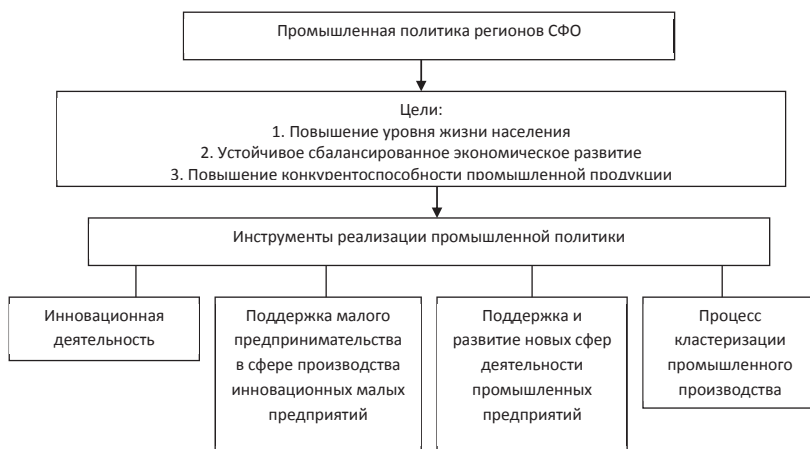 Промышленная политика регионов СФО
Цели:
1. Повышение уровня жизни населения
2. Устойчивое сбалансированное экономическое развитие
3. Повышение конкурентоспособности промышленной продукции
Инструменты реализации промышленной политики
Инновационная
деятельность
Поддержка малого
предпринимательства
в сфере производства
инновационных малых
предприятий
Поддержка и
развитие новых сфер
деятельности
промышленных
предприятий
Процесс
кластеризации
промышленного
производства